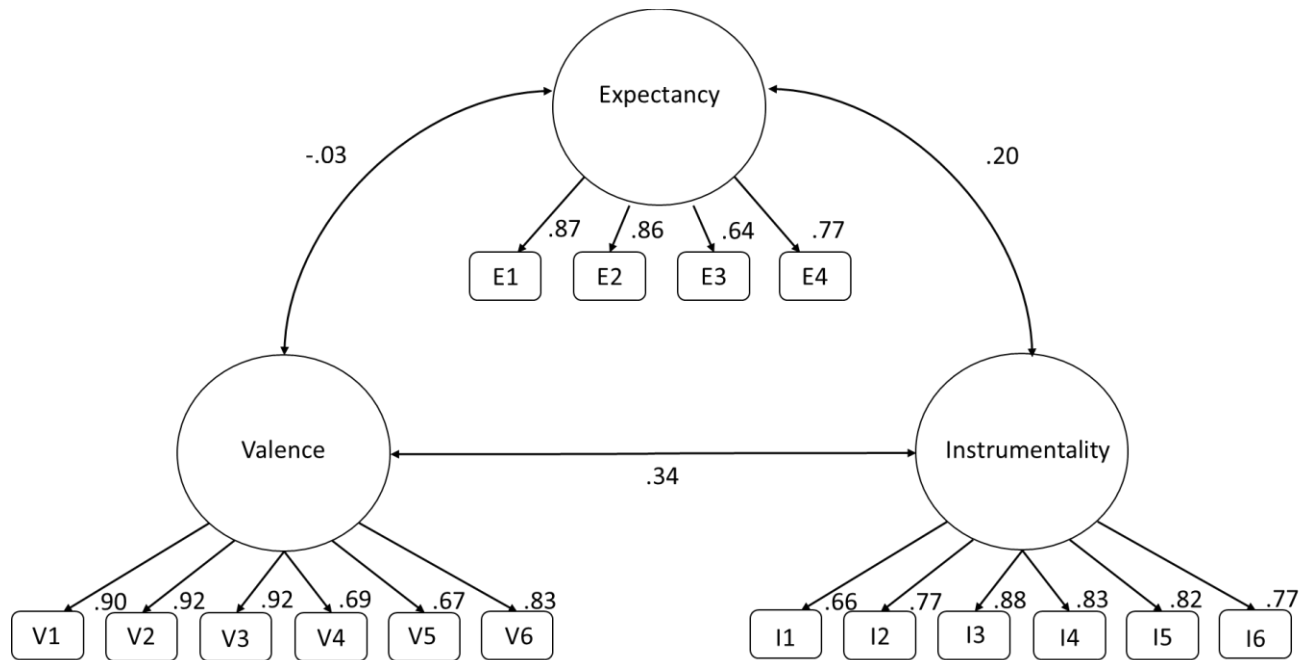 Expectancy
-.03
.20
.87 .86 .64 .77
E1 E2 E3 E4
Valence
Instrumentality
.34
.90 .92 .92 .69 .67 .83
V1 V2 V3 V4 V5 V6
.66 .77 .88 .83 .82 .77
I1 I2 I3 I4 I5 I6